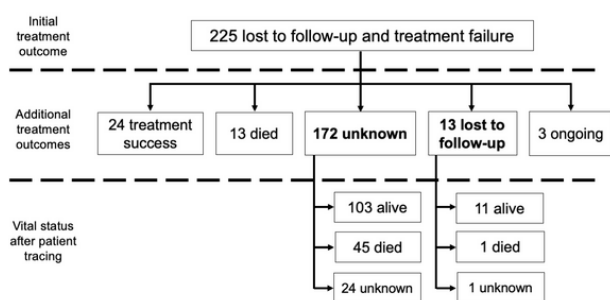 Initial
treatment
outcome
225 lost to follow-up and treatment failure
Additional
treatment
outcomes
24 treatment
success
13 died
172 unknown
13 lost to
follow-up
3 ongoing
Vital status
after patient
tracing
103 alive
45 died
24 unknown
11 alive
1 died
1 unknown